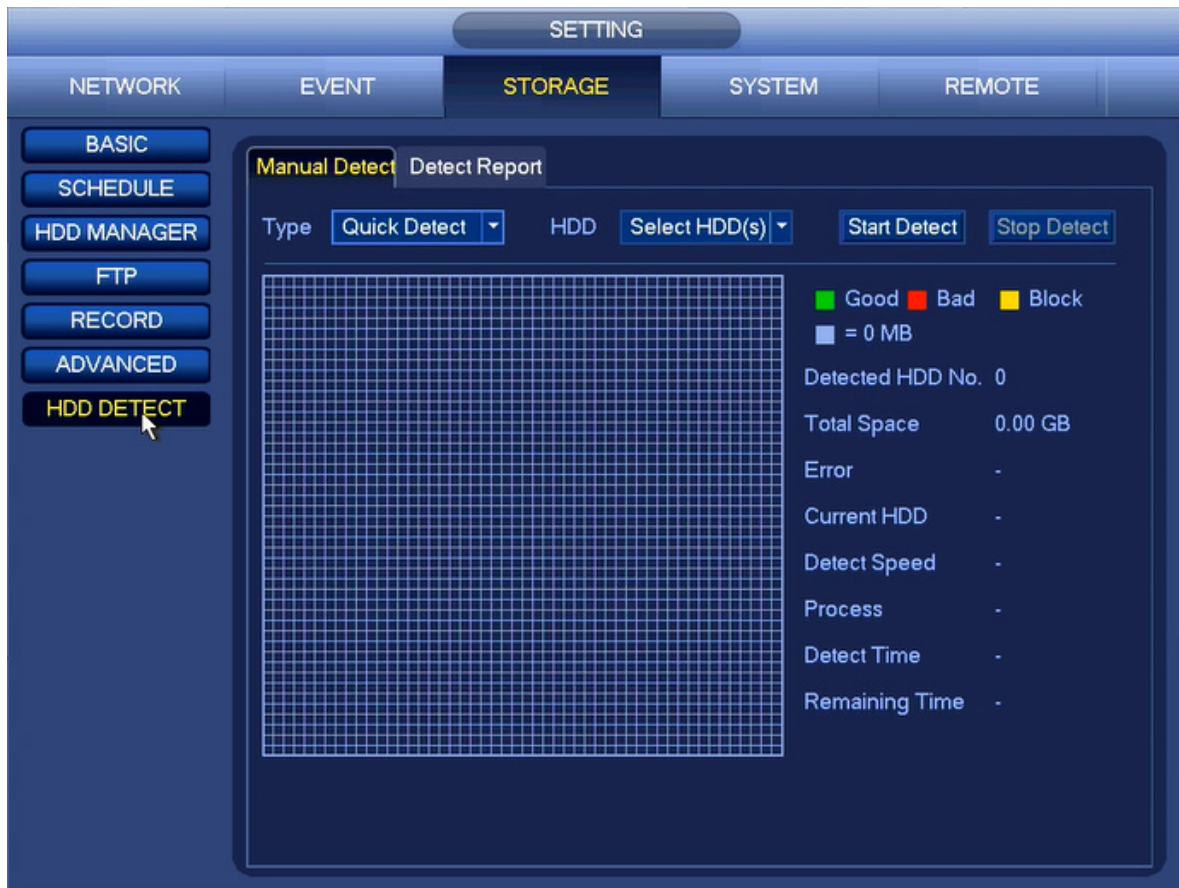 SETTING
NETWORK EVENT STORAGE SYSTEM REMOTE
BASIC
SCHEDULE
HDD MANAGER
FTP
RECORD
ADVANCED
HDD DETECT
Manual Detect Detect Report
Type Quick Detect HDD Select HDD(s) Start Detect Stop Detect
Good Bad Block
= 0 MB
Detected HDD No. 0
Total Space 0.00 GB
Error -
Current HDD -
Detect Speed -
Process -
Detect Time -
Remaining Time -